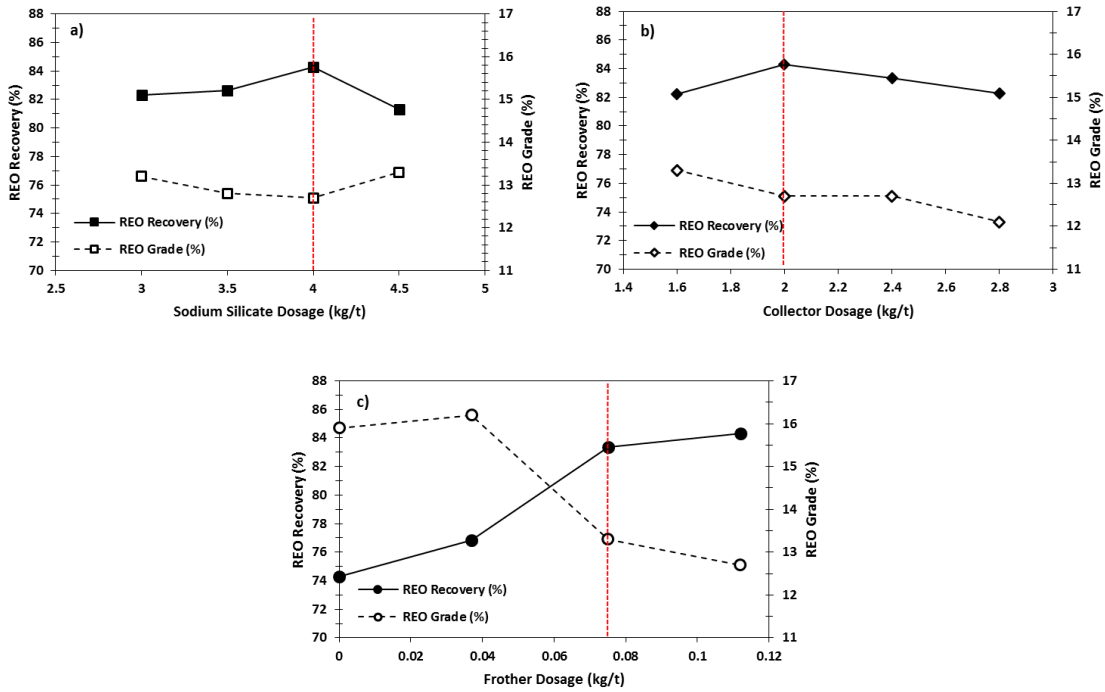 a)
88
86
84
82
80
78
76
74
72
70
REO Recovery (%)
17
16
15
14
13
12
11
REO Grade (%)
REO Recovery (%)
REO Grade (%)
2.5 3 3.5 4 4.5 5
Sodium Silicate Dosage (kg/t)
b)
88
86
84
82
80
78
76
74
72
70
REO Recovery (%)
17
16
15
14
13
12
11
REO Grade (%)
REO Recovery (%)
REO Grade (%)
1.4 1.6 1.8 2 2.2 2.4 2.6 2.8 3
Collector Dosage (kg/t)
c)
88
86
84
82
80
78
76
74
72
70
REO Recovery (%)
17
16
15
14
13
12
11
REO Grade (%)
REO Recovery (%)
REO Grade (%)
0 0.02 0.04 0.06 0.08 0.1 0.12
Frother Dosage (kg/t)